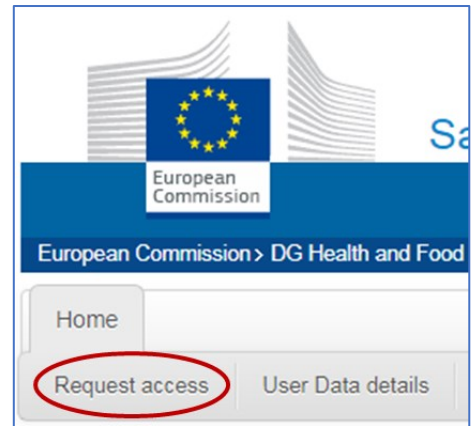 Sa
European
Commission
European Commission > DG Health and Food
Home
Request access User Data details